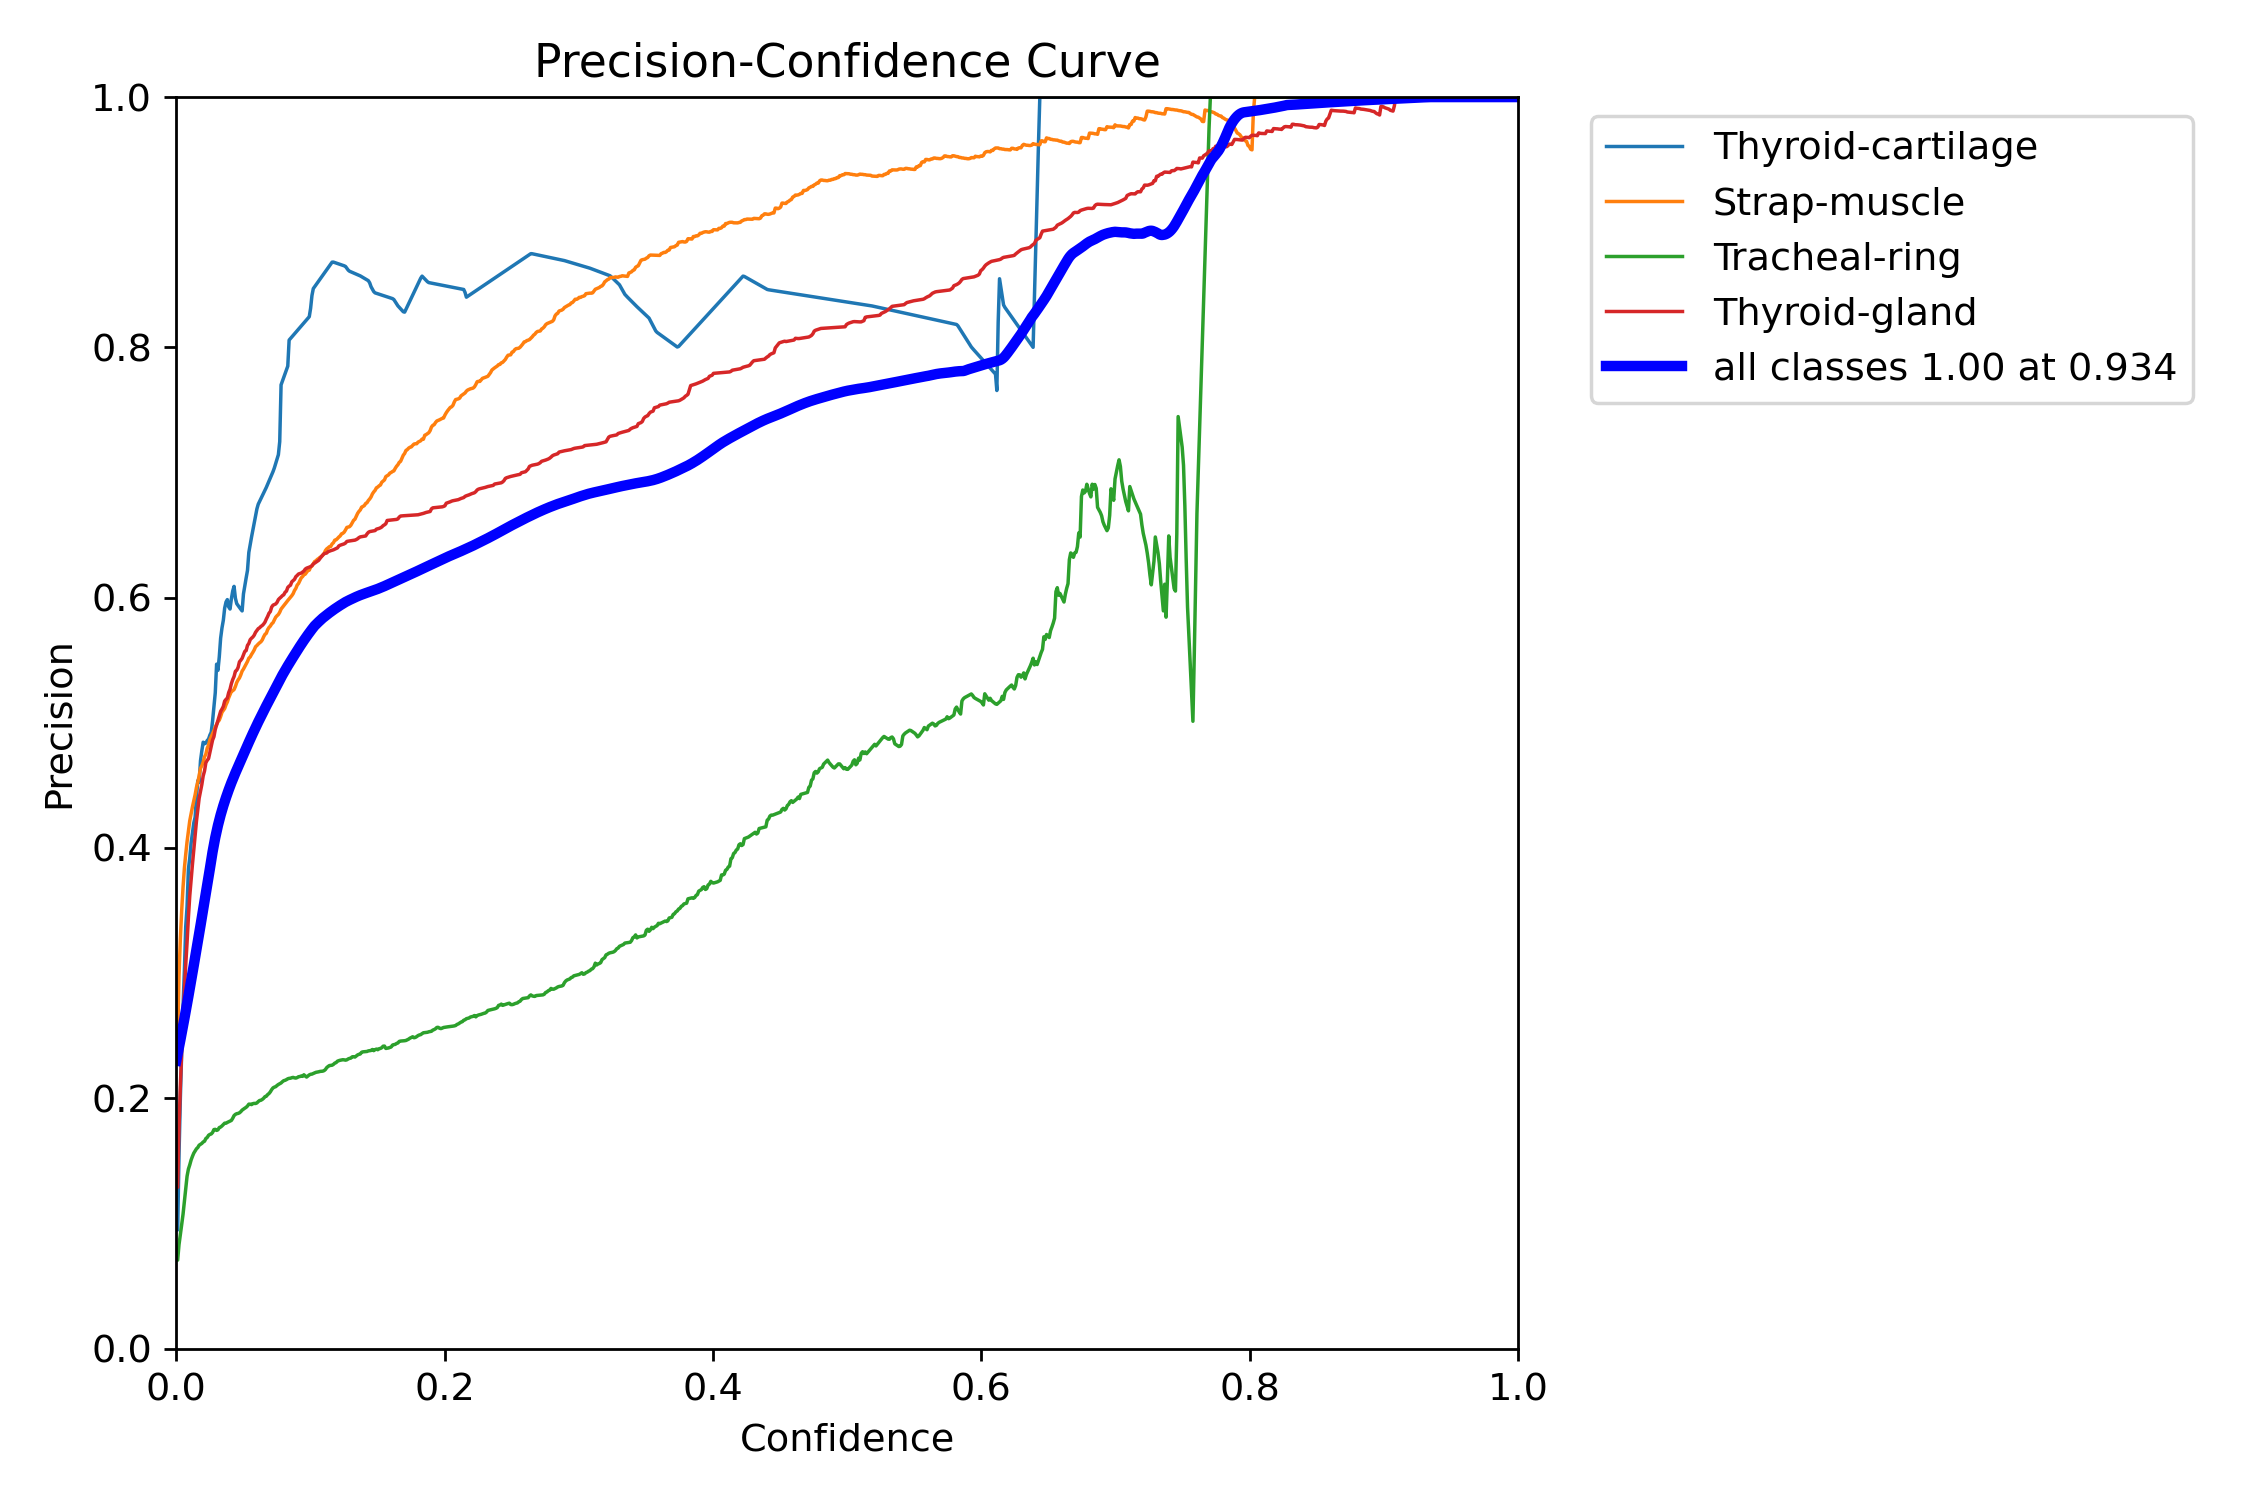 Precision-Confidence Curve
1.0
0.8
0.6
0.4
0.2
0.0
Precision
0.0 0.2 0.4 0.6 0.8 1.0
Confidence
Thyroid-cartilage
Strap-muscle
Tracheal-ring
Thyroid-gland
all classes 1.00 at 0.934